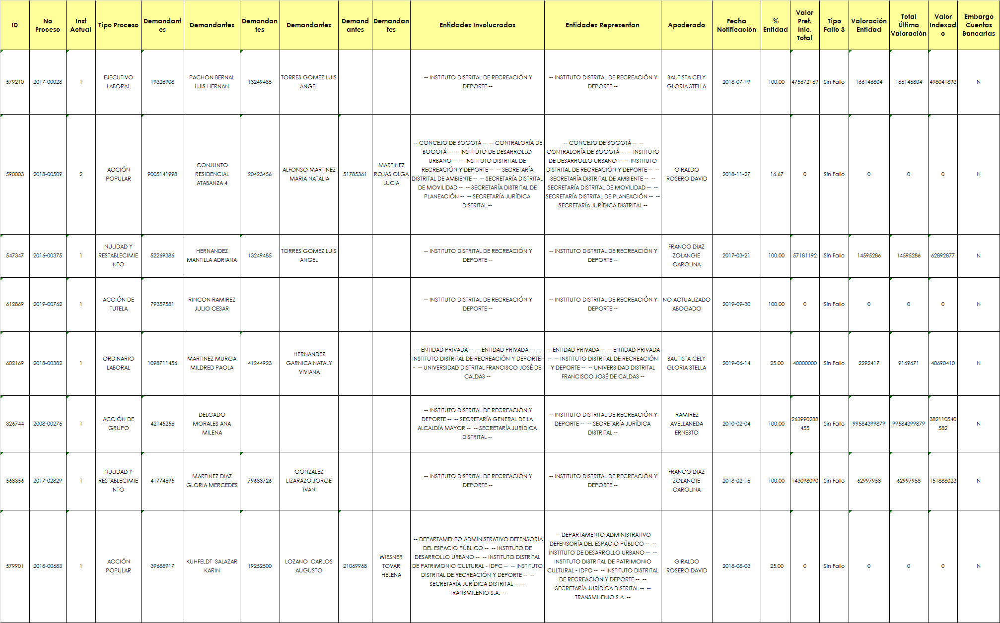 ID
No
Proceso
Inst
Actual
Tipo Proceso
Demandant
es
Demandantes
Demandan
tes
Demandantes
Demand
antes
Demandan
tes
Entidades Involucradas
Entidades Representan
Apoderado
Fecha
Notificación
%
Entidad
Valor
Pret.
Inic.
Total
Tipo
Fallo 3
Valoración
Entidad
Total
Última
Valoración
Valor
Indexad
o
Embargo
Cuentas
Bancarias
579210
2017-00028
1
EJECUTIVO
LABORAL
19326908
PACHON BERNAL
LUIS HERNAN
13249485
TORRES GOMEZ LUIS
ANGEL
-- INSTITUTO DISTRITAL DE RECREACIÓN Y
DEPORTE --
-- INSTITUTO DISTRITAL DE RECREACIÓN Y
DEPORTE --
BAUTISTA CELY
GLORIA STELLA
2018-07-19
100.00
475672169
Sin Fallo
166146804
166146804
498041893
N
590003
2018-00509
2
ACCIÓN
POPULAR
9005141998
CONJUNTO
RESIDENCIAL
ATABANZA 4
20423456
ALFONSO MARTINEZ
MARIA NATALIA
51785361
MARTINEZ
ROJAS OLGA
LUCIA
-- CONCEJO DE BOGOTÁ --  -- CONTRALORÍA DE
BOGOTÁ --  -- INSTITUTO DE DESARROLLO
URBANO --  -- INSTITUTO DISTRITAL DE
RECREACIÓN Y DEPORTE --  -- SECRETARÍA
DISTRITAL DE AMBIENTE --  -- SECRETARÍA DISTRITAL
DE MOVILIDAD --  -- SECRETARÍA DISTRITAL DE
PLANEACIÓN --  -- SECRETARÍA JURÍDICA
DISTRITAL --
-- CONCEJO DE BOGOTÁ --  --
CONTRALORÍA DE BOGOTÁ --  -- INSTITUTO
DE DESARROLLO URBANO --  -- INSTITUTO
DISTRITAL DE RECREACIÓN Y DEPORTE --  --
SECRETARÍA DISTRITAL DE AMBIENTE --  --
SECRETARÍA DISTRITAL DE MOVILIDAD --  --
SECRETARÍA DISTRITAL DE PLANEACIÓN --  --
SECRETARÍA JURÍDICA DISTRITAL --
GIRALDO
ROSERO DAVID
2018-11-27
16.67
0
Sin Fallo
0
0
0
N
547347
2016-00375
1
NULIDAD Y
RESTABLECIMIE
NTO
52269386
HERNANDEZ
MANTILLA ADRIANA
13249485
TORRES GOMEZ LUIS
ANGEL
-- INSTITUTO DISTRITAL DE RECREACIÓN Y
DEPORTE --
-- INSTITUTO DISTRITAL DE RECREACIÓN Y
DEPORTE --
FRANCO DIAZ
ZOLANGIE
CAROLINA
2017-03-21
100.00
57181192
Sin Fallo
14595286
14595286
62892877
N
612869
2019-00762
1
ACCIÓN DE
TUTELA
79357581
RINCON RAMIREZ
JULIO CESAR
-- INSTITUTO DISTRITAL DE RECREACIÓN Y
DEPORTE --
-- INSTITUTO DISTRITAL DE RECREACIÓN Y
DEPORTE --
NO ACTUALIZADO
ABOGADO
2019-09-30
100.00
0
Sin Fallo
0
0
0
N
602169
2018-00382
1
ORDINARIO
LABORAL
1098711456
MARTINEZ MURGA
MILDRED PAOLA
41244923
HERNANDEZ
GARNICA NATALY
VIVIANA
-- ENTIDAD PRIVADA --  -- ENTIDAD PRIVADA --  --
INSTITUTO DISTRITAL DE RECREACIÓN Y DEPORTE -
-  -- UNIVERSIDAD DISTRITAL FRANCISCO JOSÉ DE
CALDAS --
-- ENTIDAD PRIVADA --  -- ENTIDAD PRIVADA
--  -- INSTITUTO DISTRITAL DE RECREACIÓN
Y DEPORTE --  -- UNIVERSIDAD DISTRITAL
FRANCISCO JOSÉ DE CALDAS --
BAUTISTA CELY
GLORIA STELLA
2019-06-14
25.00
40000000
Sin Fallo
2292417
9169671
40690410
N
326744
2008-00276
1
ACCIÓN DE
GRUPO
42145256
DELGADO
MORALES ANA
MILENA
-- INSTITUTO DISTRITAL DE RECREACIÓN Y
DEPORTE --  -- SECRETARÍA GENERAL DE LA
ALCALDÍA MAYOR --  -- SECRETARÍA JURÍDICA
DISTRITAL --
-- INSTITUTO DISTRITAL DE RECREACIÓN Y
DEPORTE --  -- SECRETARÍA JURÍDICA
DISTRITAL --
RAMIREZ
AVELLANEDA
ERNESTO
2010-02-04
100.00
263990288
455
Sin Fallo
99584399879
99584399879
382110540
582
N
568356
2017-02829
1
NULIDAD Y
RESTABLECIMIE
NTO
41774695
MARTINEZ DIAZ
GLORIA MERCEDES
79683726
GONZALEZ
LIZARAZO JORGE
IVAN
-- INSTITUTO DISTRITAL DE RECREACIÓN Y
DEPORTE --
-- INSTITUTO DISTRITAL DE RECREACIÓN Y
DEPORTE --
FRANCO DIAZ
ZOLANGIE
CAROLINA
2018-02-16
100.00
143098090
Sin Fallo
62997958
62997958
151888023
N
579901
2018-00683
1
ACCIÓN
POPULAR
39688917
KUHFELDT  SALAZAR
KARIN
19252500
LOZANO  CARLOS
AUGUSTO
21069968
WIESNER
TOVAR
HELENA
-- DEPARTAMENTO ADMINISTRATIVO DEFENSORÍA
DEL ESPACIO PÚBLICO --  -- INSTITUTO DE
DESARROLLO URBANO --  -- INSTITUTO DISTRITAL
DE PATRIMONIO CULTURAL - IDPC --  -- INSTITUTO
DISTRITAL DE RECREACIÓN Y DEPORTE --  --
SECRETARÍA JURÍDICA DISTRITAL --  --
TRANSMILENIO S.A. --
-- DEPARTAMENTO ADMINISTRATIVO
DEFENSORÍA DEL ESPACIO PÚBLICO --  --
INSTITUTO DE DESARROLLO URBANO --  --
INSTITUTO DISTRITAL DE PATRIMONIO
CULTURAL - IDPC --  -- INSTITUTO DISTRITAL
DE RECREACIÓN Y DEPORTE --  --
SECRETARÍA JURÍDICA DISTRITAL --  --
TRANSMILENIO S.A. --
GIRALDO
ROSERO DAVID
2018-08-03
25.00
0
Sin Fallo
0
0
0
N